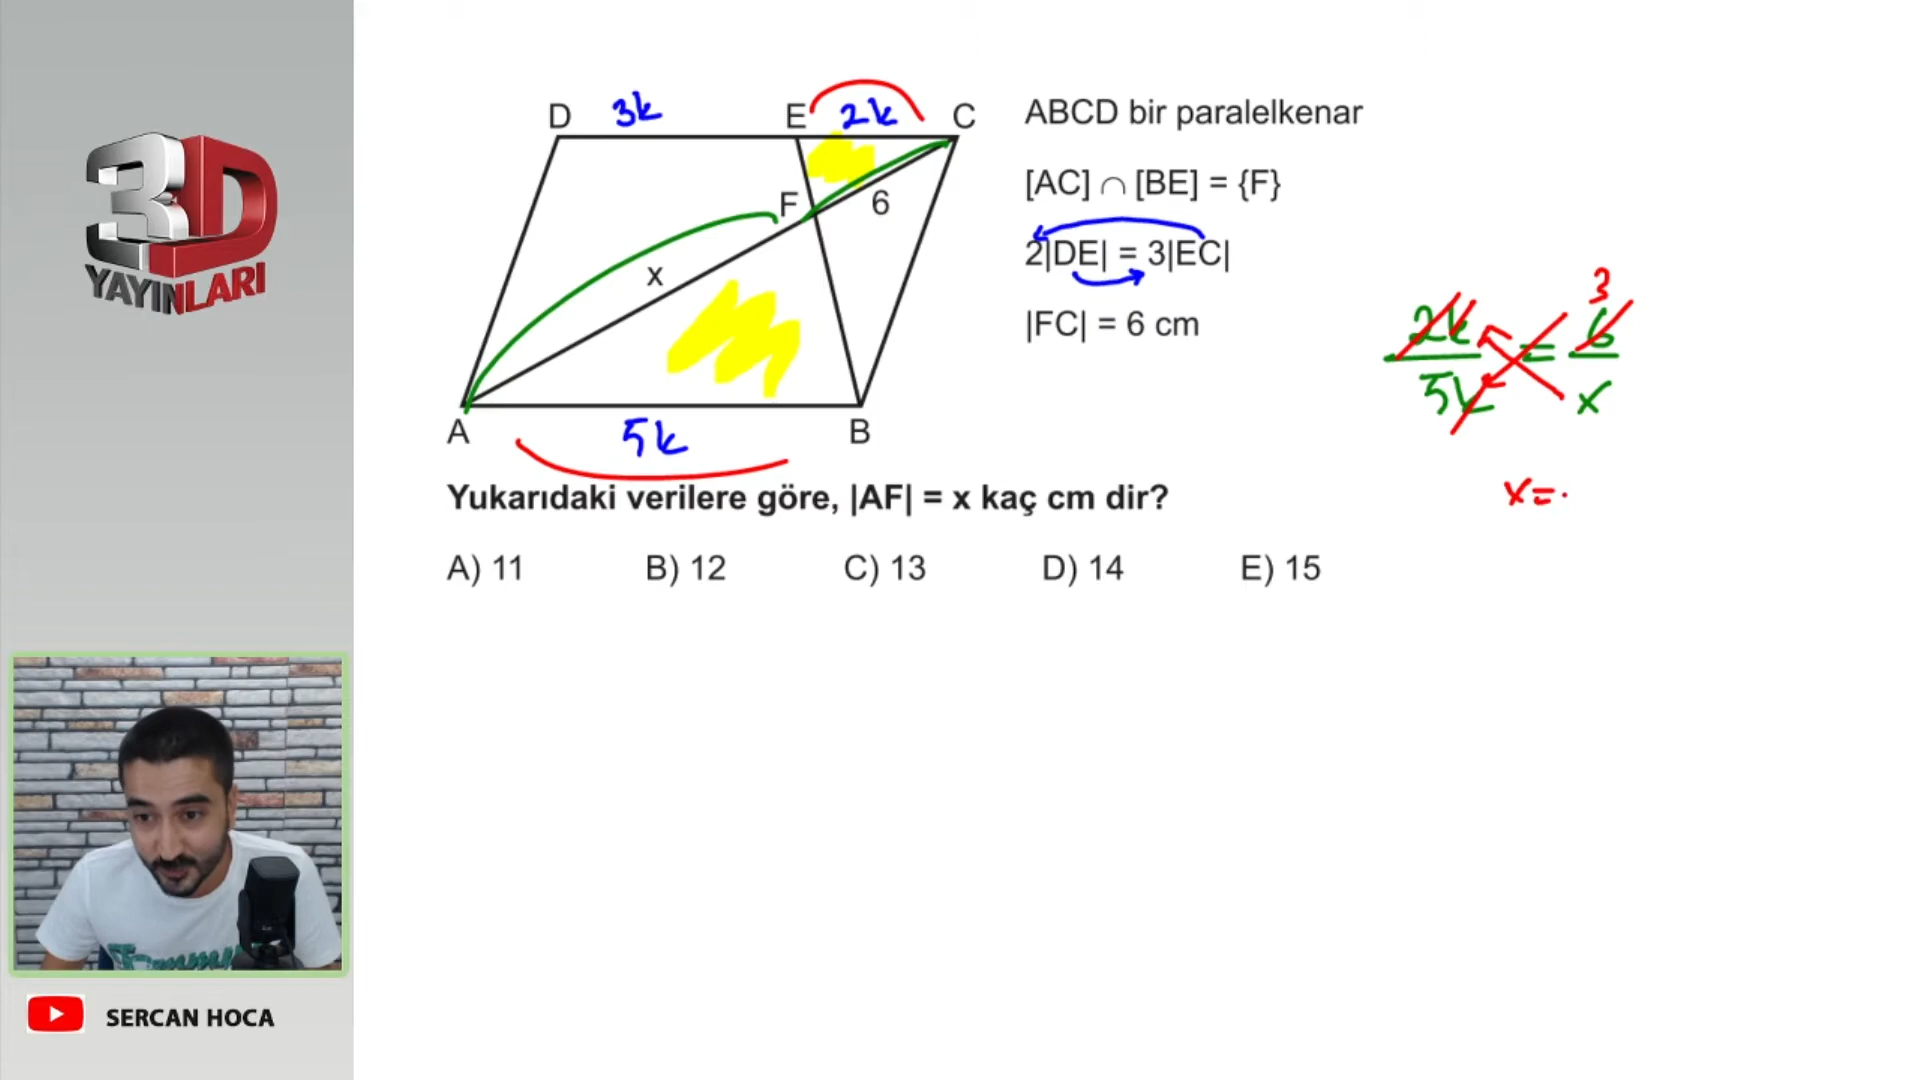 3D
YAYINLARI
D 3k E 2k C
F 6
x
A 5k B
ABCD bir paralelkenar
[AC] ∩ [BE] = {F}
2|DE| = 3|EC|
|FC| = 6 cm
3
2k = 6
5k x
x=.
Yukarıdaki verilere göre, |AF| = x kaç cm dir?
A) 11 B) 12 C) 13 D) 14 E) 15
SERCAN HOCA